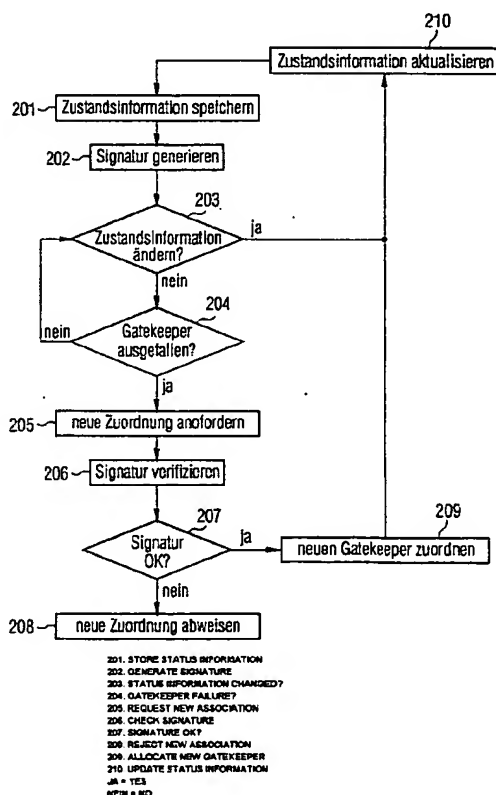 210
Zustandsinformation aktualisieren
201
Zustandsinformation speichern
202
Signatur generieren
203
Zustandsinformation
ändern?
ja
nein
204
Gatekeeper
ausgefallen?
nein
ja
205
neue Zuordnung anofordern
206
Signatur verifizieren
207
Signatur
OK?
ja
209
neuen Gatekeeper zuordnen
nein
208
neue Zuordnung abweisen
201. STORE STATUS INFORMATION
202. GENERATE SIGNATURE
203. STATUS INFORMATION CHANGED?
204. GATEKEEPER FAILURE?
205. REQUEST NEW ASSOCIATION
206. CHECK SIGNATURE
207. SIGNATURE OK?
208. REJECT NEW ASSOCIATION
209. ALLOCATE NEW GATEKEEPER
210. UPDATE STATUS INFORMATION
JA = YES
NEIN = NO